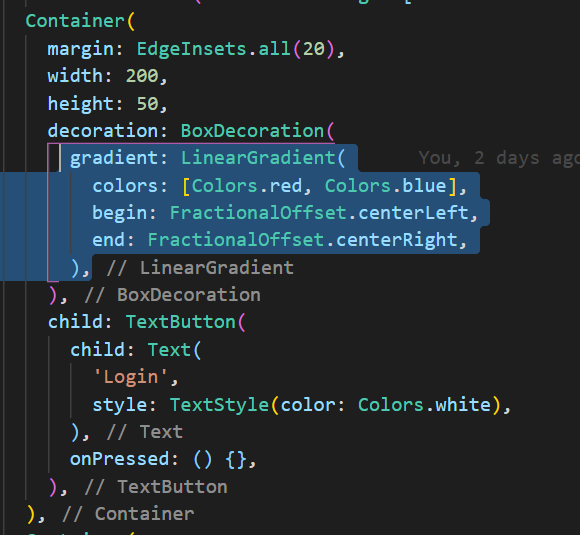 Container(
margin: EdgeInsets.all(20),
width: 200,
height: 50,
decoration: BoxDecoration(
gradient: LinearGradient( You, 2 days ago
colors: [Colors.red, Colors.blue],
begin: FractionalOffset.centerLeft,
end: FractionalOffset.centerRight,
), // LinearGradient
), // BoxDecoration
child: TextButton(
child: Text(
'Login',
style: TextStyle(color: Colors.white),
), // Text
onPressed: () {},
), // TextButton
), // Container